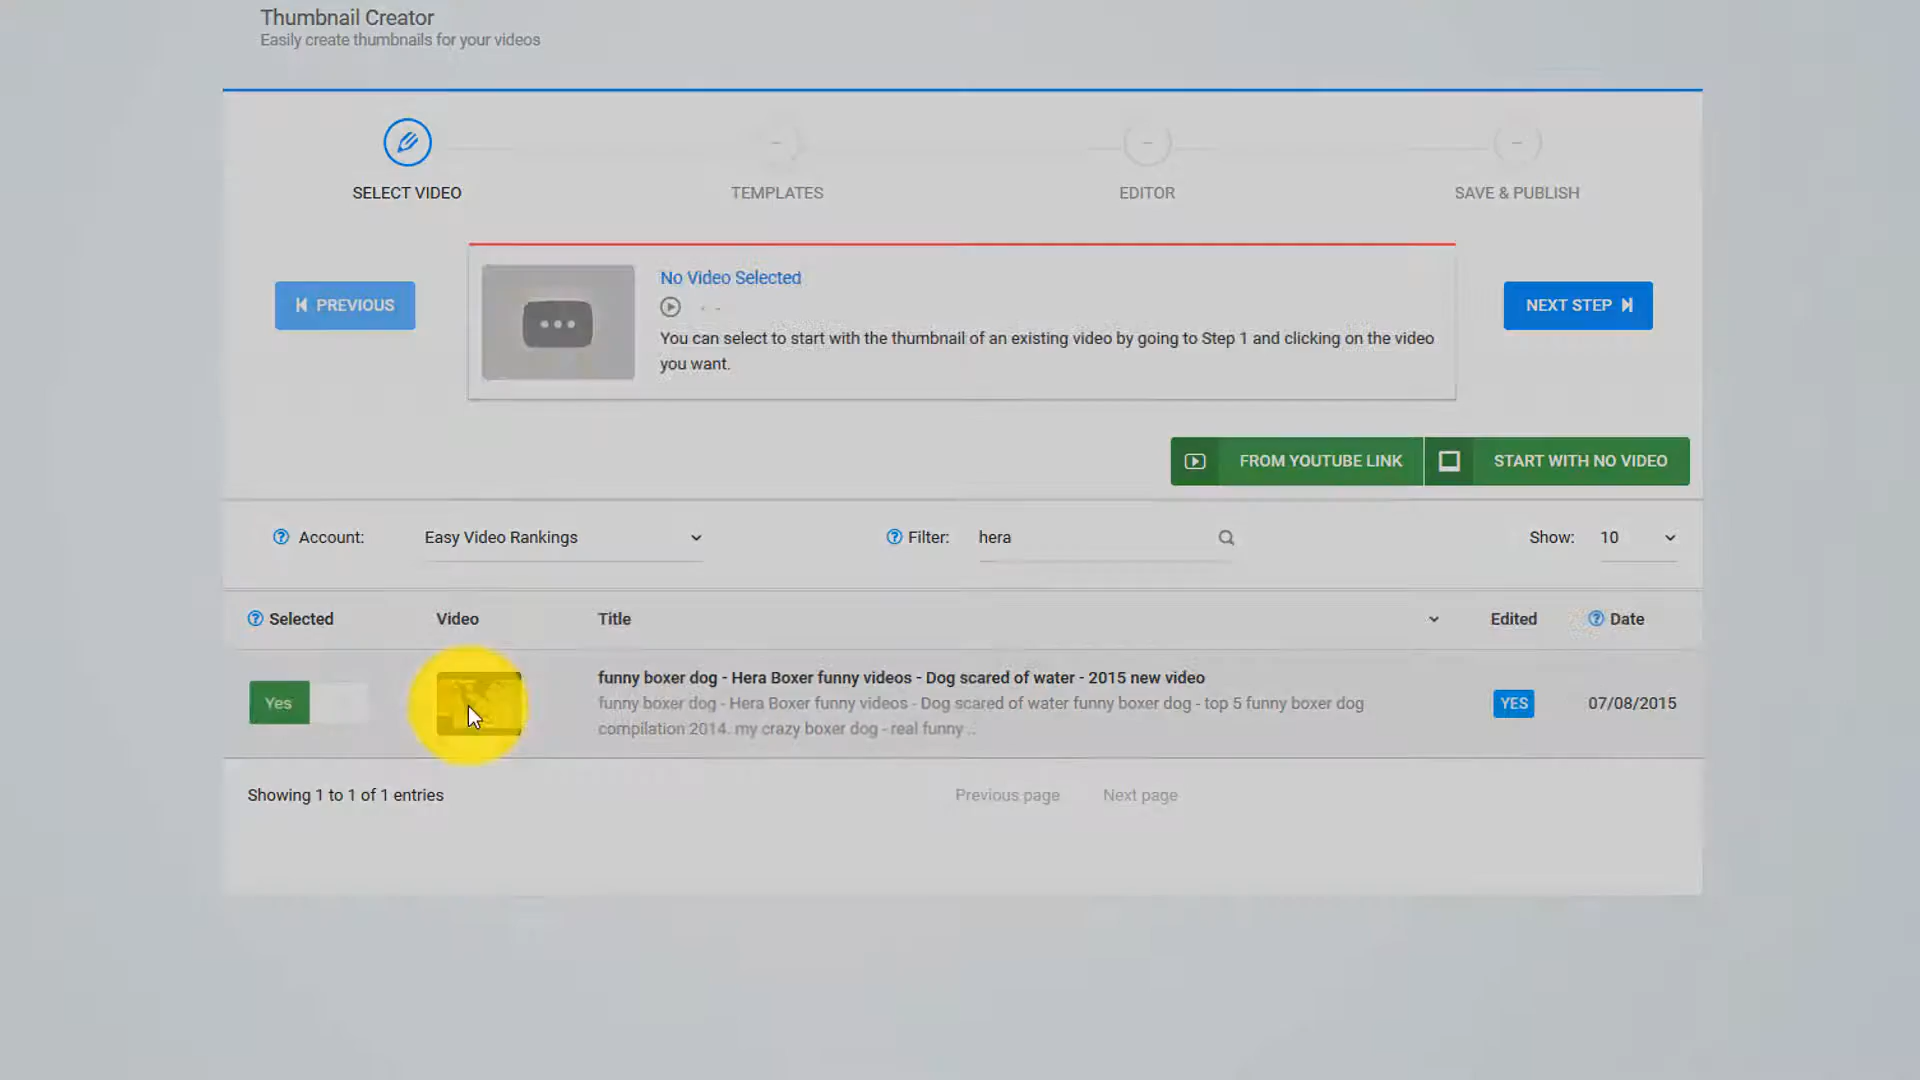 Thumbnail Creator
Easily create thumbnails for your videos
SELECT VIDEO
TEMPLATES
EDITOR
SAVE & PUBLISH
PREVIOUS
No Video Selected
- -
You can select to start with the thumbnail of an existing video by going to Step 1 and clicking on the video
you want.
NEXT STEP
FROM YOUTUBE LINK
START WITH NO VIDEO
Account: Easy Video Rankings
Filter: hera
Show: 10
Selected Video Title Edited Date
Yes
funny boxer dog - Hera Boxer funny videos - Dog scared of water - 2015 new video
funny boxer dog - Hera Boxer funny videos - Dog scared of water funny boxer dog - top 5 funny boxer dog
compilation 2014. my crazy boxer dog - real funny ...
YES
07/08/2015
Showing 1 to 1 of 1 entries
Previous page
Next page